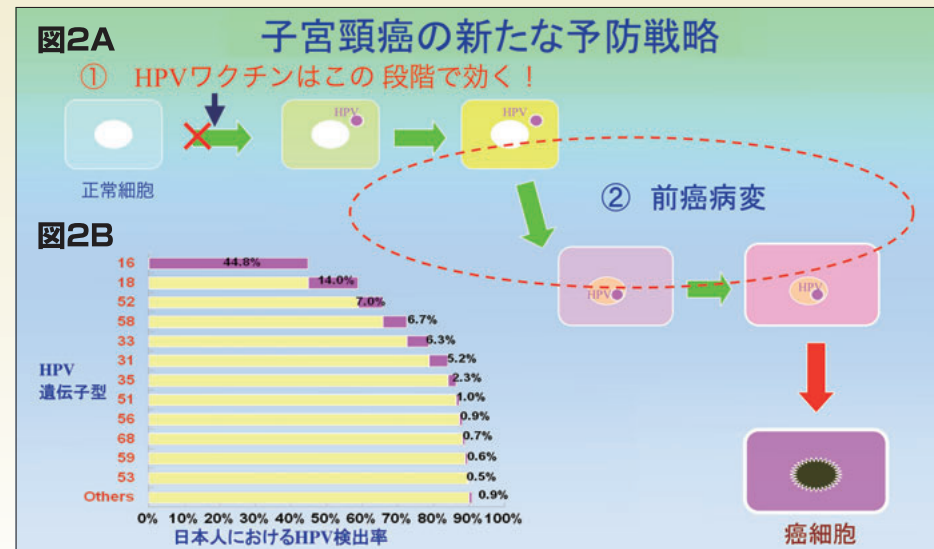 図2A
子宮頸癌の新たな予防戦略
① HPVワクチンはこの 段階で効く！
HPV
HPV
正常細胞
② 前癌病変
HPV
HPV
癌細胞
図2B
HPV
遺伝子型
16 44.8%
18 14.0%
52 7.0%
58 6.7%
33 6.3%
31 5.2%
35 2.3%
51 1.0%
56 0.9%
68 0.7%
59 0.6%
53 0.5%
Others 0.9%
0% 10% 20% 30% 40% 50% 60% 70% 80% 90% 100%
日本人におけるHPV検出率